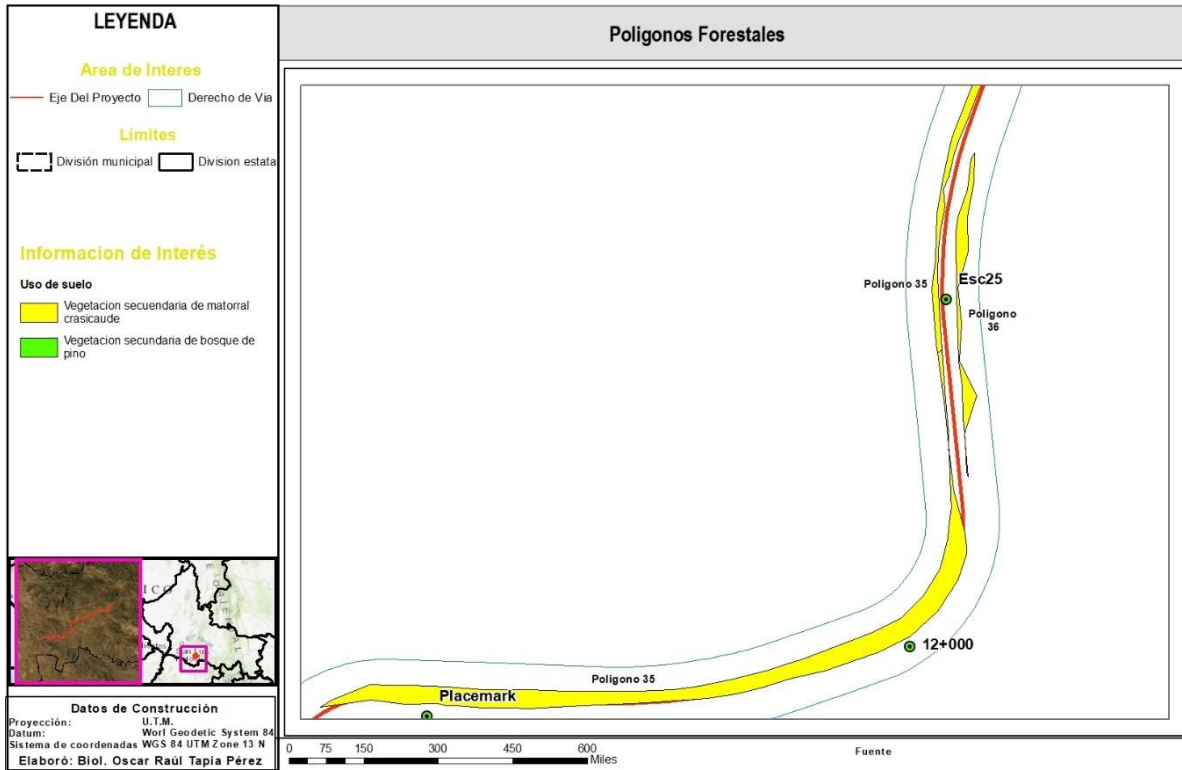 LEYENDA
Area de Interes
Eje Del Proyecto
Derecho de Via
Límites
División municipal
Division estata
Informacion de Interés
Uso de suelo
Vegetacion secuendaria de matorral
crasicaude
Vegetacion secundaria de bosque de
pino
Datos de Construcción
Proyección: U.T.M.
Datum: Worl Geodetic System 84
Sistema de coordenadas WGS 84 UTM Zone 13 N
Elaboró: Biol. Oscar Raúl Tapia Pérez
Poligonos Forestales
Poligono 35
Esc25
Poligono
36
12+000
Poligono 35
Placemark
0 75 150 300 450 600
Miles
Fuente